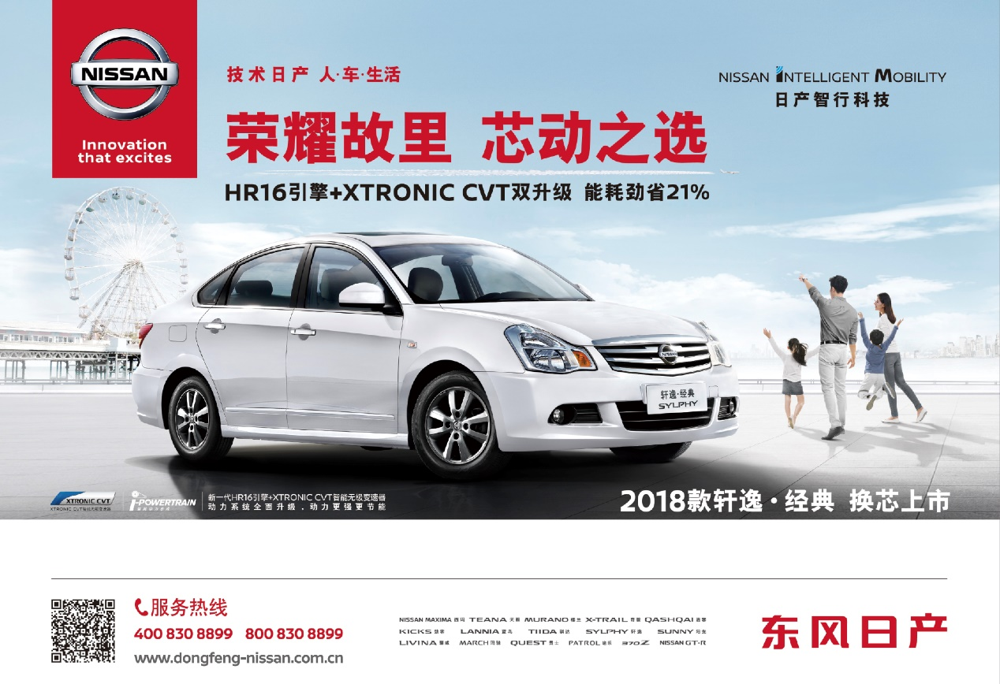 NISSAN
Innovation
that excites
技术日产 人·车·生活
NISSAN INTELLIGENT MOBILITY
日产智行科技
荣耀故里 芯动之选
HR16引擎+XTRONIC CVT双升级 能耗劲省21%
NISSAN
轩逸·经典
SYLPHY
XTRONIC CVT
XTRONIC CVT智能无级变速器
i-POWERTRAIN
新一代HR16引擎+XTRONIC CVT智能无级变速器
动力系统全面升级，动力更强更节能
2018款轩逸·经典 换芯上市
服务热线
400 830 8899 800 830 8899
www.dongfeng-nissan.com.cn
NISSAN MAXIMA 西玛 TEANA 天籁 MURANO 楼兰 X-TRAIL 奇骏 QASHQAI 逍客
KICKS 劲客 LANNIA 蓝鸟 TIIDA 骐达 SYLPHY 轩逸 SUNNY 阳光
LIVINA 骊威 MARCH 玛驰 QUEST 贵士 PATROL 途乐 370Z NISSAN GT-R
东风日产